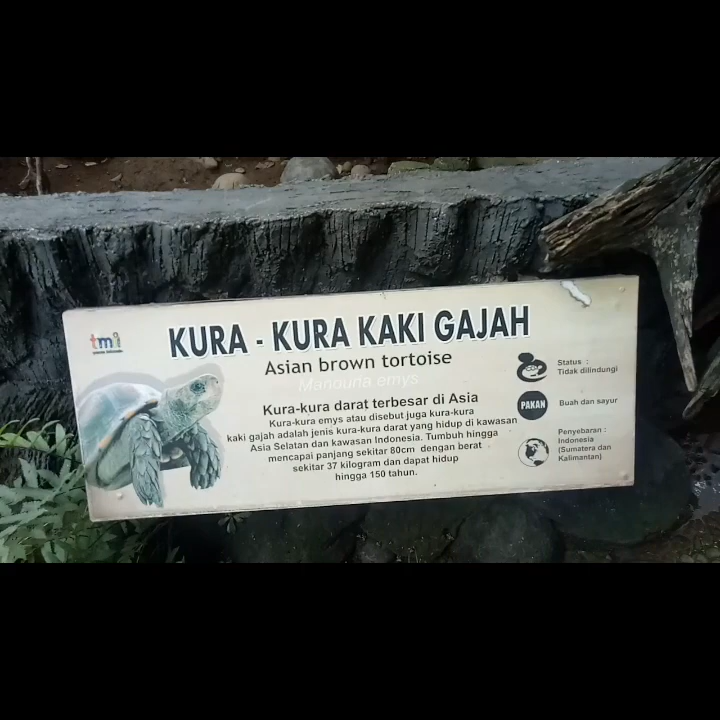 tmii
KURA - KURA KAKI GAJAH
Asian brown tortoise
Manouria emys
Kura-kura darat terbesar di Asia
Kura-kura emys atau disebut juga kura-kura
kaki gajah adalah jenis kura-kura darat yang hidup di kawasan
Asia Selatan dan kawasan Indonesia. Tumbuh hingga
mencapai panjang sekitar 80cm dengan berat
sekitar 37 kilogram dan dapat hidup
hingga 150 tahun.
Status :
Tidak dilindungi
PAKAN
Buah dan sayur
Penyebaran :
Indonesia
(Sumatera dan
Kalimantan)